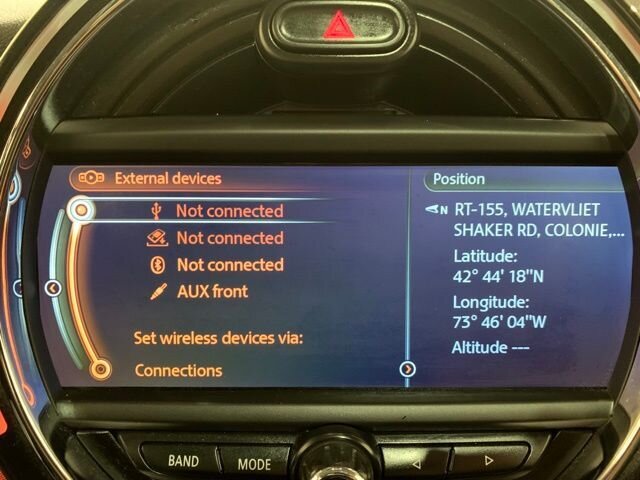 External devices
Not connected
Not connected
Not connected
AUX front
Set wireless devices via:
Connections
Position
N RT-155, WATERVLIET
SHAKER RD, COLONIE,...
Latitude:
42° 44' 18"N
Longitude:
73° 46' 04"W
Altitude ---
BAND
MODE